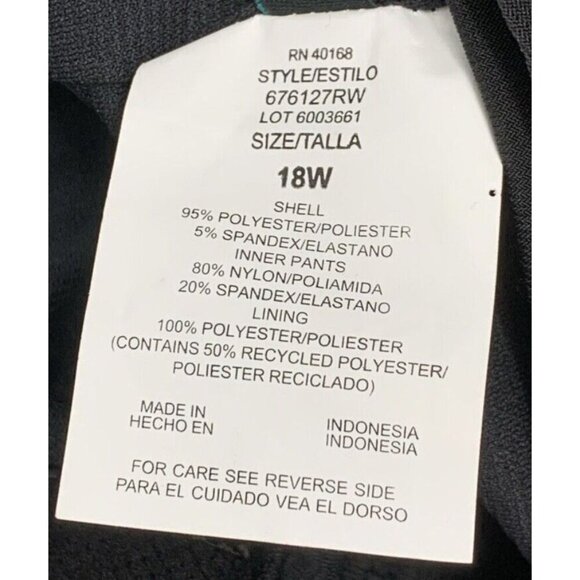 RN 40168
STYLE/ESTILO
676127RW
LOT 6003661
SIZE/TALLA
18W
SHELL
95% POLYESTER/POLIESTER
5% SPANDEX/ELASTANO
INNER PANTS
80% NYLON/POLIAMIDA
20% SPANDEX/ELASTANO
LINING
100% POLYESTER/POLIESTER
(CONTAINS 50% RECYCLED POLYESTER/
POLIESTER RECICLADO)
MADE IN INDONESIA
HECHO EN INDONESIA
FOR CARE SEE REVERSE SIDE
PARA EL CUIDADO VEA EL DORSO